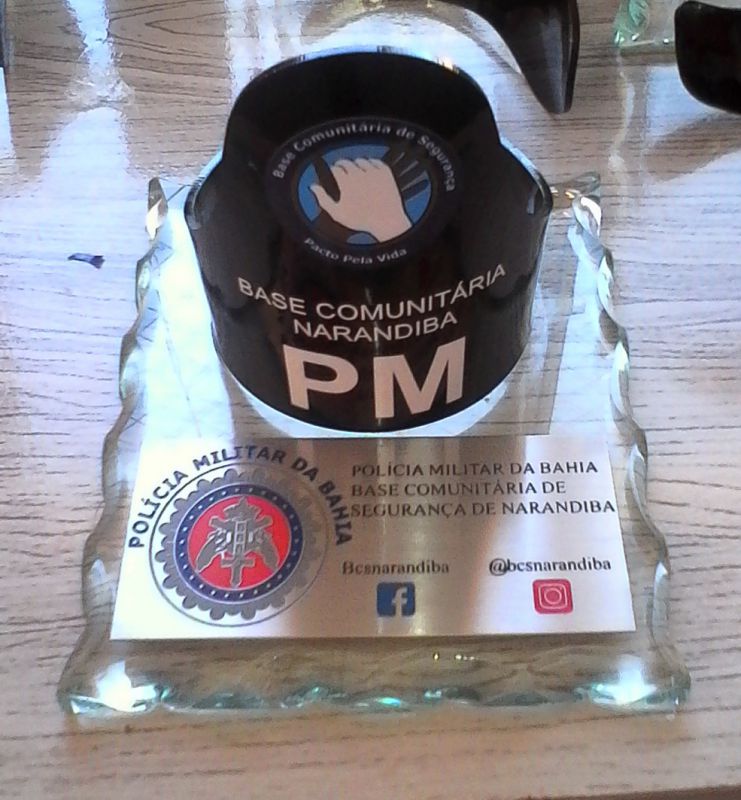 Base Comunitária de Segurança
Pacto Pela Vida
BASE COMUNITÁRIA
NARANDIBA
PM
POLÍCIA MILITAR DA BAHIA
POLÍCIA MILITAR DA BAHIA
BASE COMUNITÁRIA DE
SEGURANÇA DE NARANDIBA
Bcsnarandiba
@bcsnarandiba